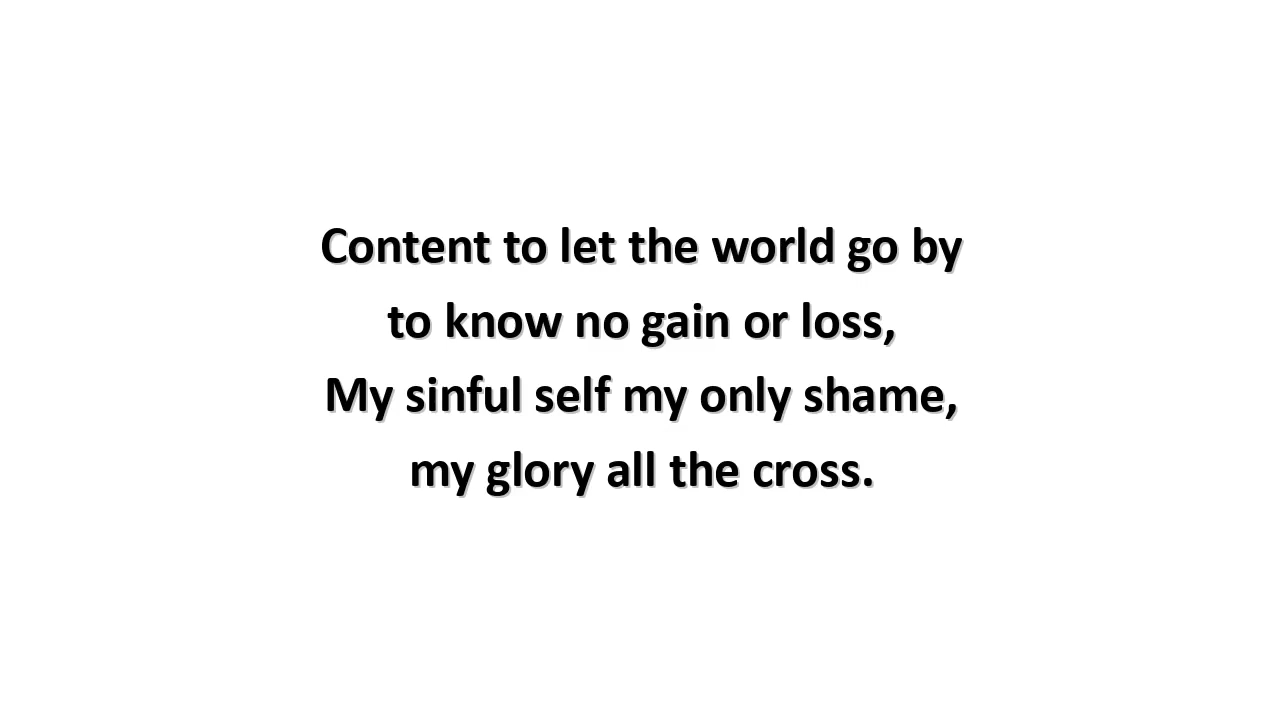 Content to let the world go by
to know no gain or loss,
My sinful self my only shame,
my glory all the cross.